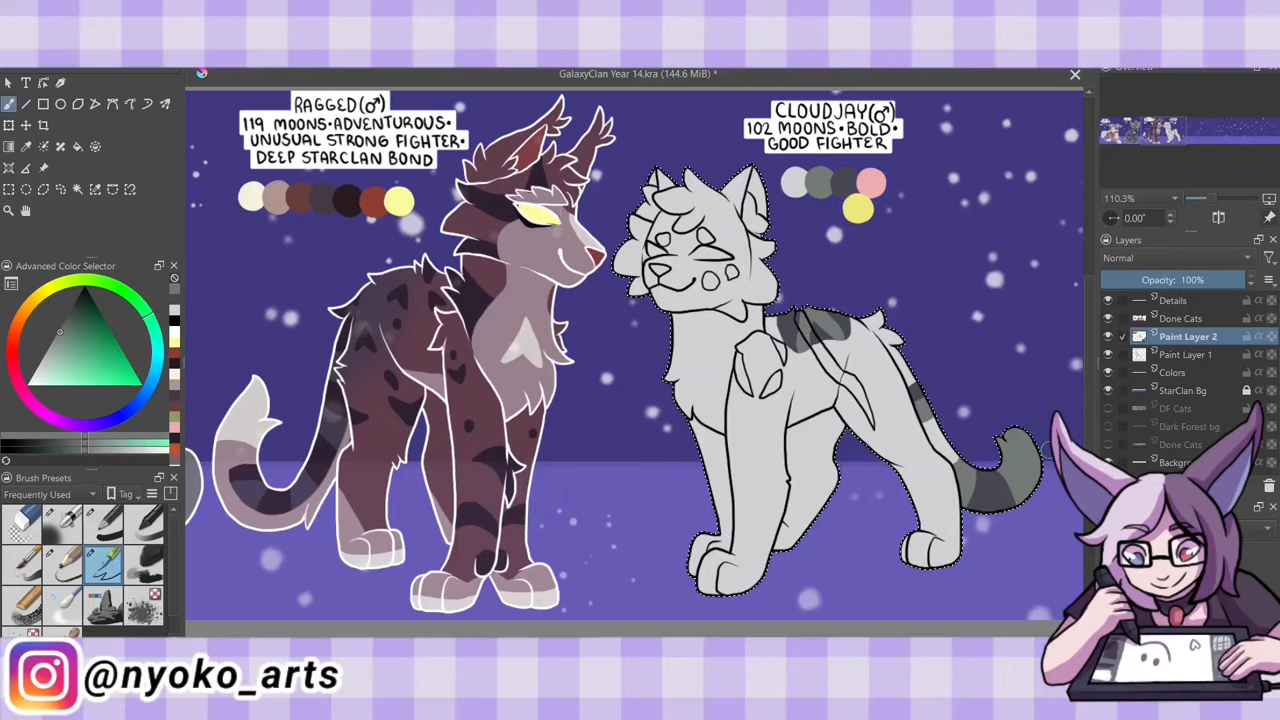 GalaxyClan Year 14.kra (144.6 MiB) *
RAGGED(♂)
119 MOONS•ADVENTUROUS•
UNUSUAL STRONG FIGHTER•
DEEP STARCLAN BOND
CLOUDJAY(♂)
102 MOONS•BOLD•
GOOD FIGHTER
110.3%
0.00°
Layers
Normal
Opacity: 100%
Details
Done Cats
Paint Layer 2
Paint Layer 1
Colors
StarClan Bg
DF Cats
Dark Forest bg
Done Cats
Advanced Color Selector
Brush Presets
Frequently Used
Tag
@nyoko_arts